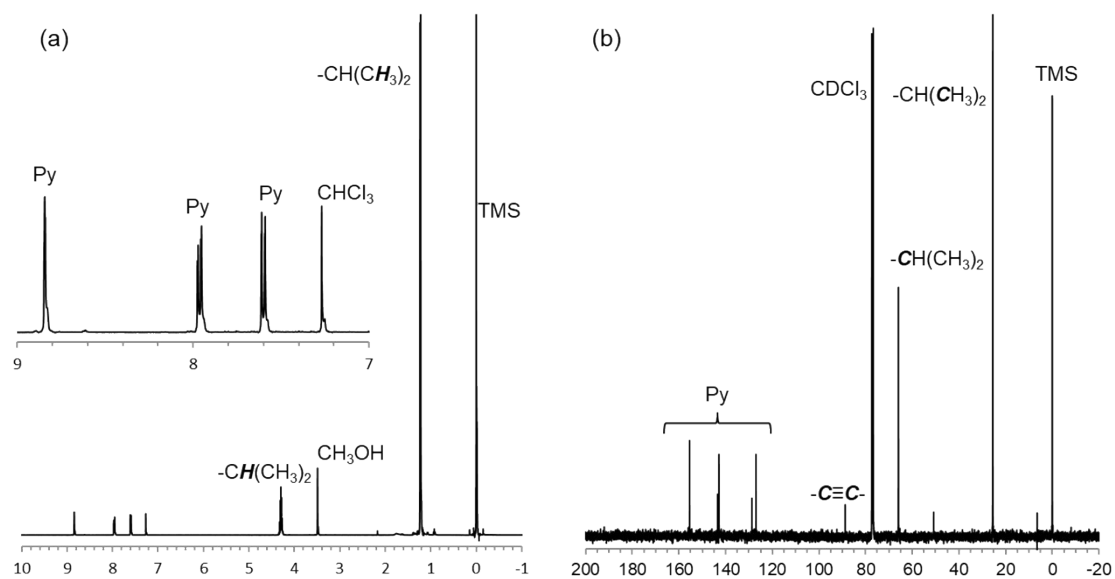 (a)
-CH(CH₃)₂
Py
Py
Py
CHCl₃
TMS
9 8 7
-CH(CH₃)₂
CH₃OH
10 9 8 7 6 5 4 3 2 1 0 -1
(b)
CDCl₃
-CH(CH₃)₂
TMS
-CH(CH₃)₂
Py
-C≡C-
200 180 160 140 120 100 80 60 40 20 0 -20